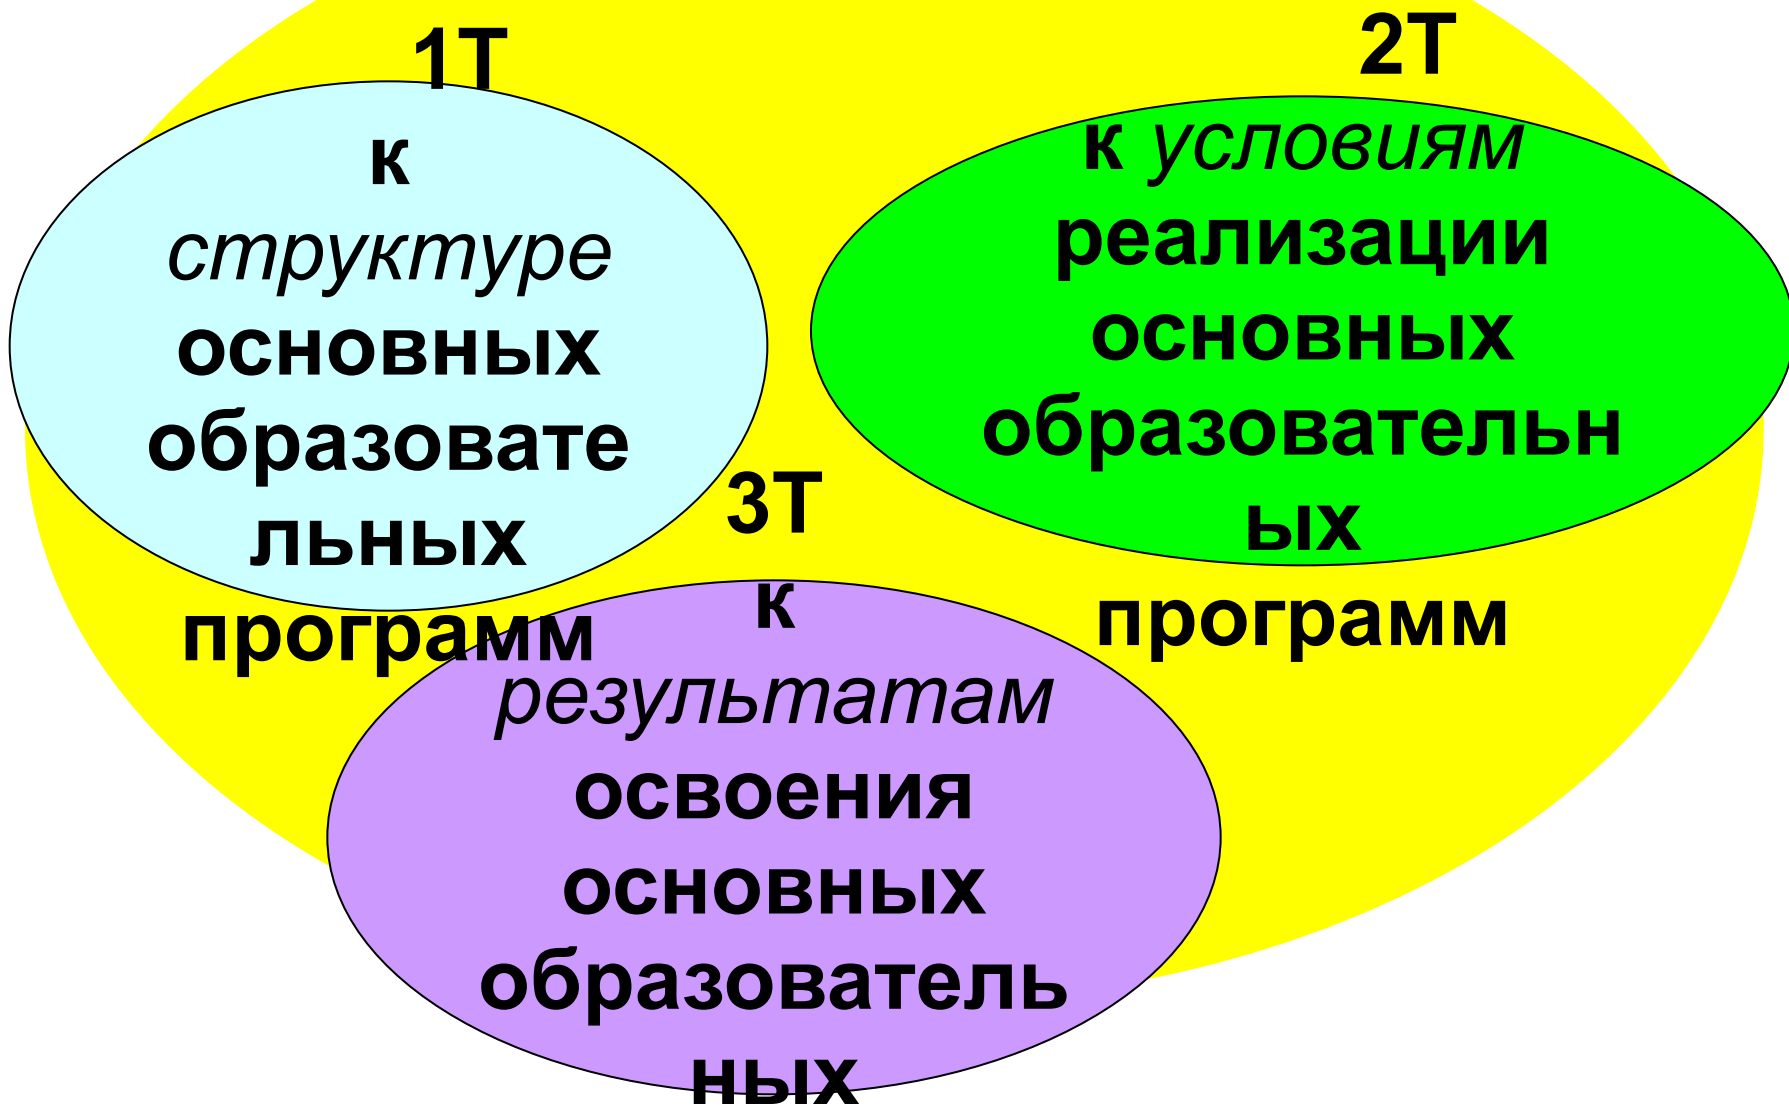 1Т
к
структуре
основных
образовате
льных
программ
2Т
к условиям
реализации
основных
образовательн
ых
программ
3Т
к
результатам
освоения
основных
образователь
ных